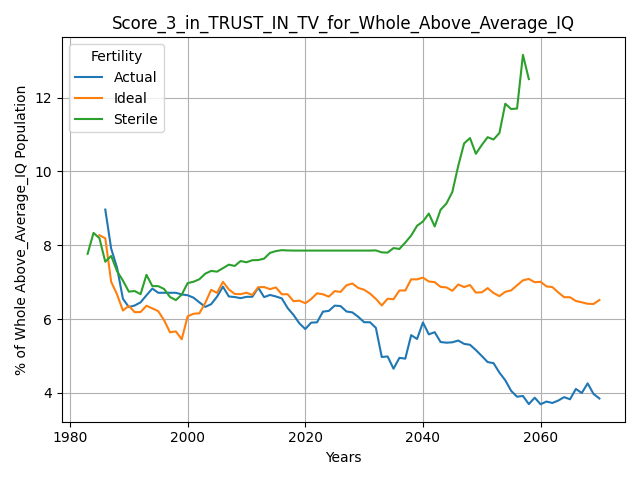 Score_3_in_TRUST_IN_TV_for_Whole_Above_Average_IQ
% of Whole Above_Average_IQ Population
12
10
8
6
4
Fertility
Actual
Ideal
Sterile
1980 2000 2020 2040 2060
Years